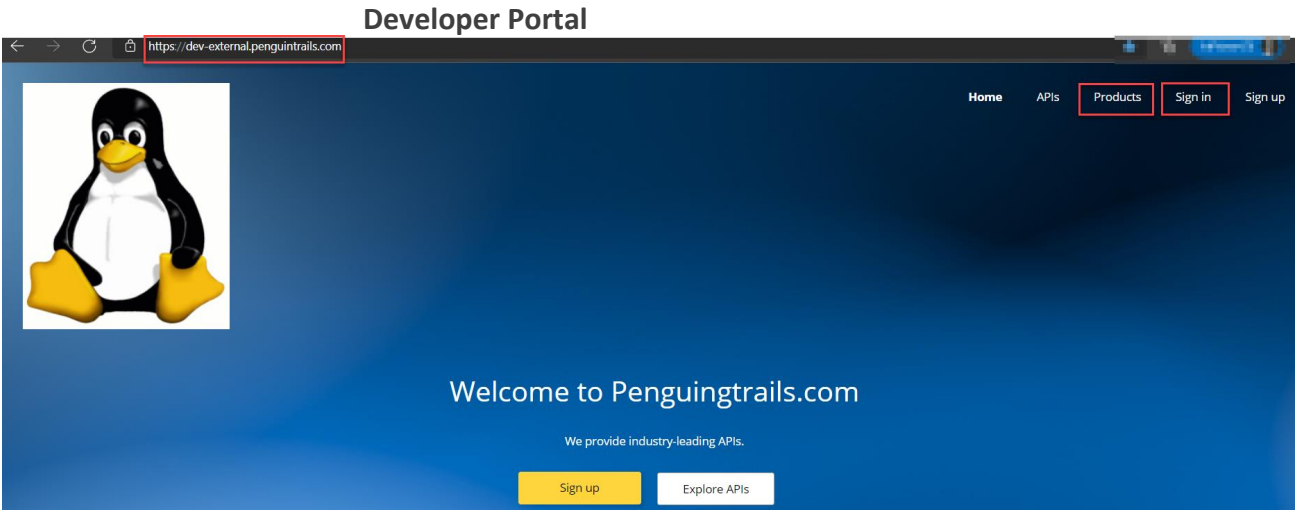 Developer Portal
https://dev-external.penguintrails.com
Home APIs Products Sign in Sign up
Welcome to Penguingtrails.com
We provide industry-leading APIs.
Sign up Explore APIs